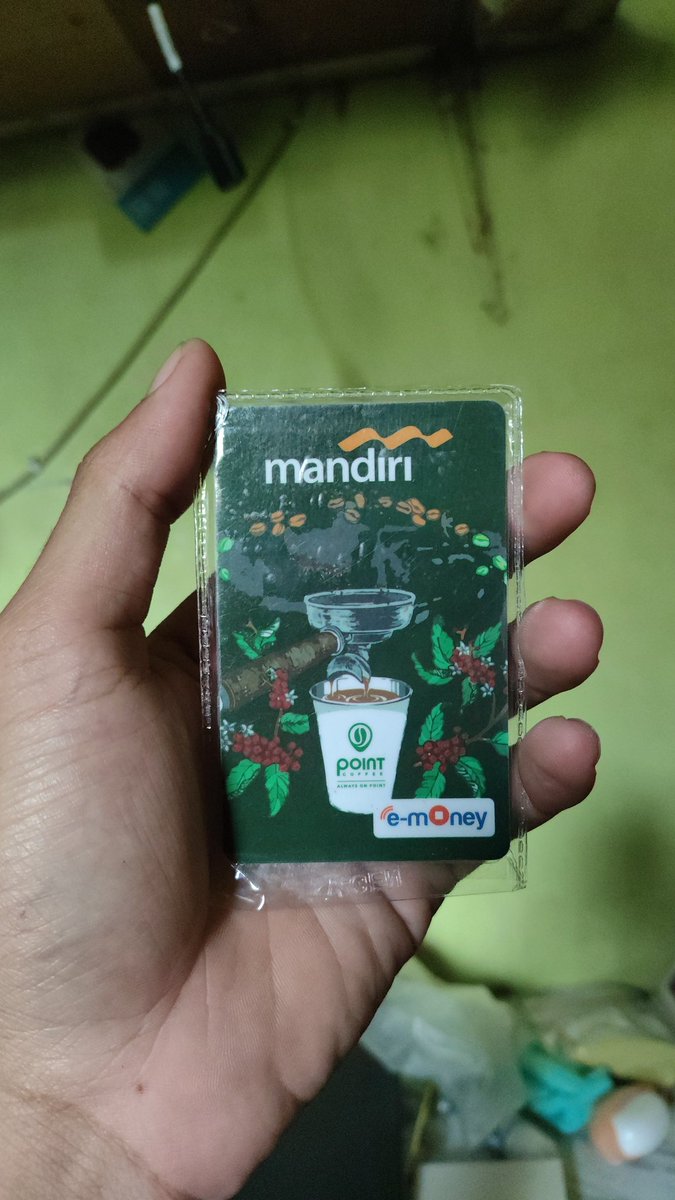 mandiri
POINT
COFFEE
ALWAYS ON POINT
e-money